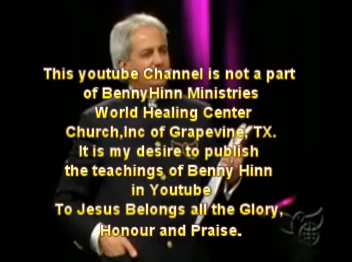 This youtube Channel is not a part
of BennyHinn Ministries
World Healing Center
Church,Inc of Grapevine, TX.
It is my desire to publish
the teachings of Benny Hinn
in Youtube
To Jesus Belongs all the Glory,
Honour and Praise.